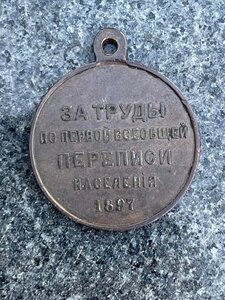 ЗА ТРУДЫ
ПО ПЕРВОЙ ВСЕОБЩЕЙ
ПЕРЕПИСИ
НАСЕЛЕНІЯ
1897